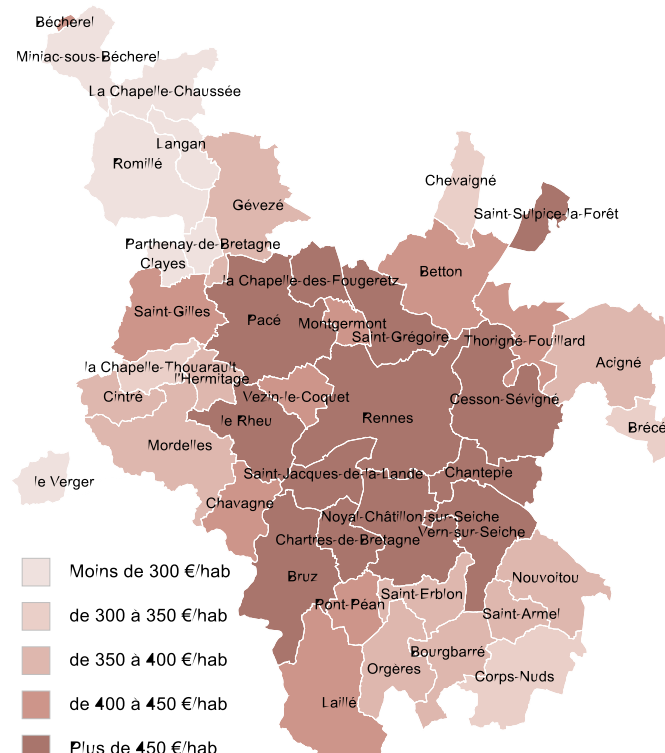 Bécherel
Miniac-sous-Bécherel
La Chapelle-Chaussée
Langan
Romillé
Chevaigné
Gévezé
Saint-Sulpice-la-Forêt
Parthenay-de-Bretagne
Clayes
Betton
la Chapelle-des-Fougeretz
Saint-Gilles
Pacé
Montgermont
Saint-Grégoire
Thorigné-Fouillard
Acigné
la Chapelle-Thouarault
l'Hermitage
Cintré
Vezin-le-Coquet
Cesson-Sévigné
le Rheu
Rennes
Brécé
Mordelles
Saint-Jacques-de-la-Lande
Chantepie
le Verger
Chavagne
Noyal-Châtillon-sur-Seiche
Vern-sur-Seiche
Chartres-de-Bretagne
Bruz
Nouvoitou
Saint-Erblon
Pont-Péan
Saint-Armel
Bourgbarré
Orgères
Corps-Nuds
Laillé
Moins de 300 €/hab
de 300 à 350 €/hab
de 350 à 400 €/hab
de 400 à 450 €/hab
Plus de 450 €/hab